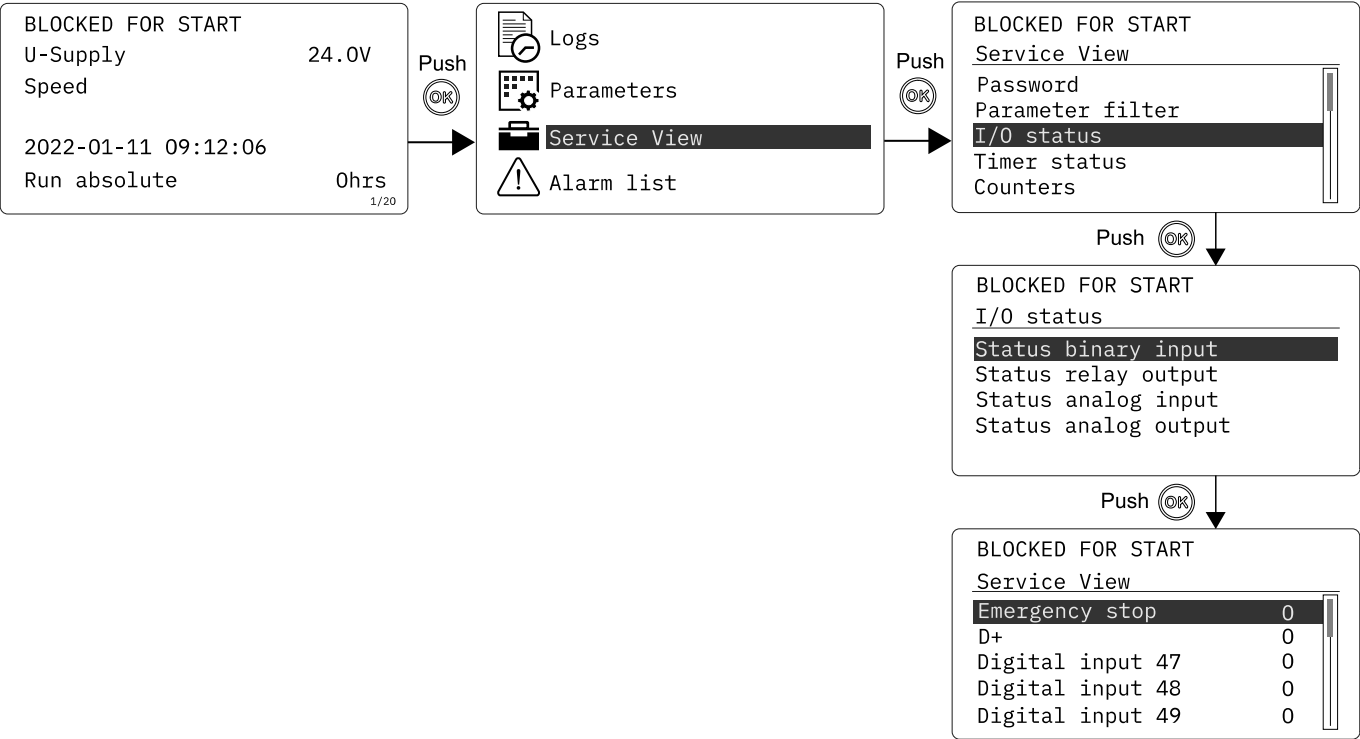 BLOCKED FOR START
U-Supply 24.0V
Speed
2022-01-11 09:12:06
Run absolute 0hrs
1/20
Push
OK
Logs
Parameters
Service View
Alarm list
Push
OK
BLOCKED FOR START
Service View
Password
Parameter filter
I/O status
Timer status
Counters
Push OK
BLOCKED FOR START
I/O status
Status binary input
Status relay output
Status analog input
Status analog output
Push OK
BLOCKED FOR START
Service View
Emergency stop 0
D+ 0
Digital input 47 0
Digital input 48 0
Digital input 49 0